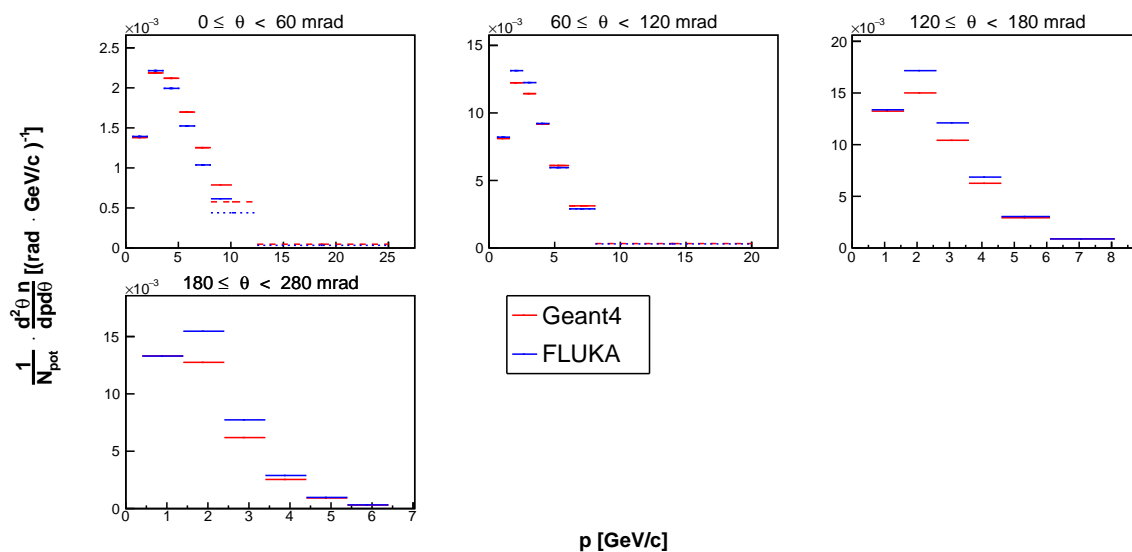 0 ≤ θ < 60 mrad
×10⁻³
2.5
2
1.5
1
0.5
0
0 5 10 15 20 25
60 ≤ θ < 120 mrad
×10⁻³
15
10
5
0
0 5 10 15 20
120 ≤ θ < 180 mrad
×10⁻³
20
15
10
5
0
1 2 3 4 5 6 7 8
180 ≤ θ < 280 mrad
×10⁻³
15
10
5
0
0 1 2 3 4 5 6 7
Geant4
FLUKA
1/N_pot · d²θ n/dpdθ [(rad · GeV/c )⁻¹]
p [GeV/c]